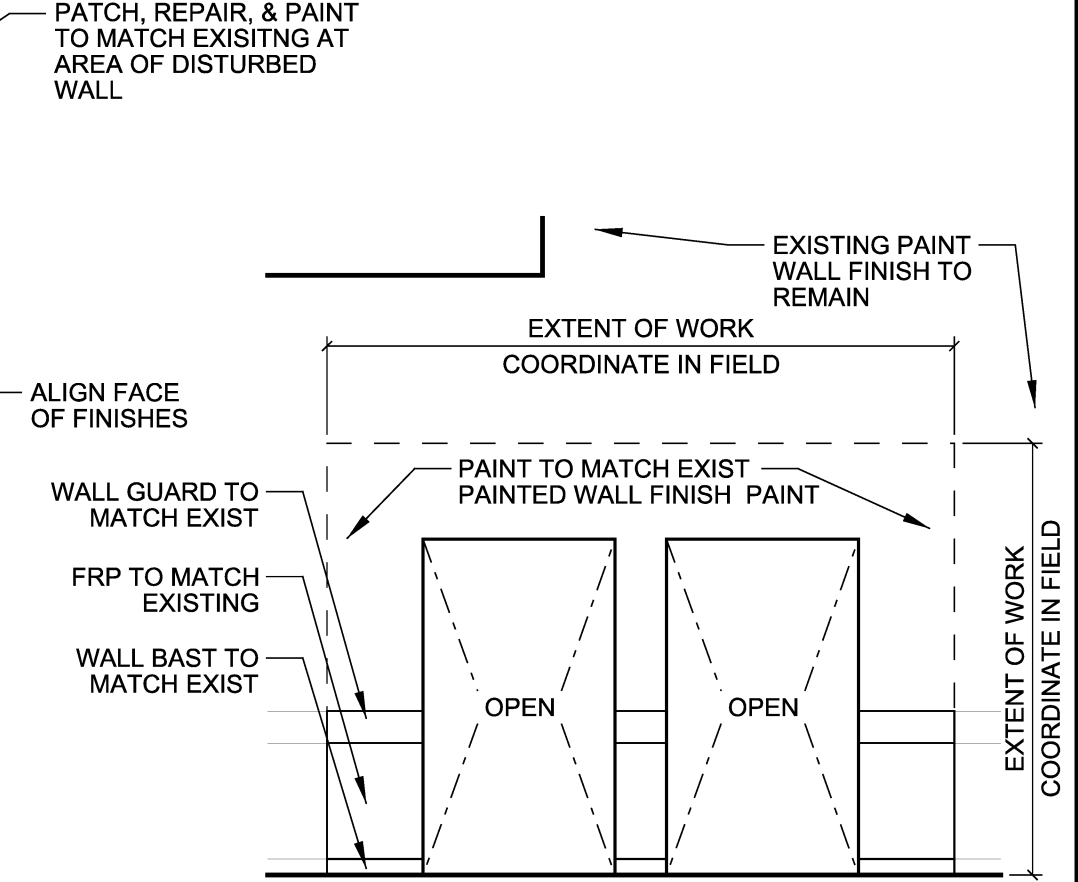 PATCH, REPAIR, & PAINT
TO MATCH EXISITNG AT
AREA OF DISTURBED
WALL
EXISTING PAINT
WALL FINISH TO
REMAIN
EXTENT OF WORK
COORDINATE IN FIELD
ALIGN FACE
OF FINISHES
PAINT TO MATCH EXIST
PAINTED WALL FINISH  PAINT
WALL GUARD TO
MATCH EXIST
FRP TO MATCH
EXISTING
WALL BAST TO
MATCH EXIST
OPEN
OPEN
EXTENT OF WORK
COORDINATE IN FIELD